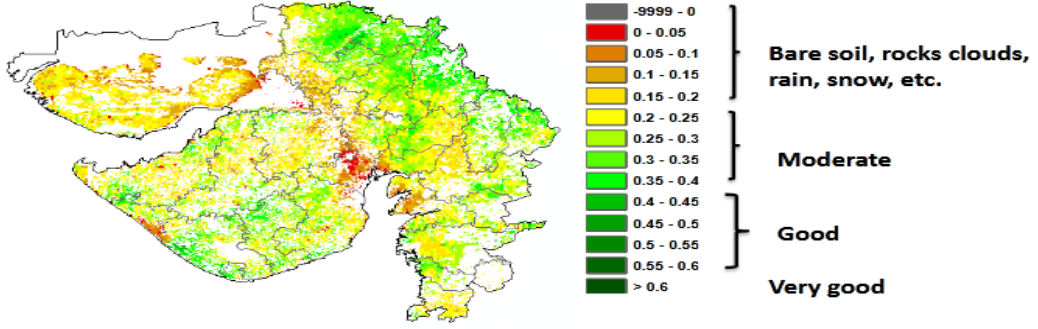 -9999 - 0
0 - 0.05
0.05 - 0.1
0.1 - 0.15
0.15 - 0.2
0.2 - 0.25
0.25 - 0.3
0.3 - 0.35
0.35 - 0.4
0.4 - 0.45
0.45 - 0.5
0.5 - 0.55
0.55 - 0.6
> 0.6
Bare soil, rocks clouds,
rain, snow, etc.
Moderate
Good
Very good